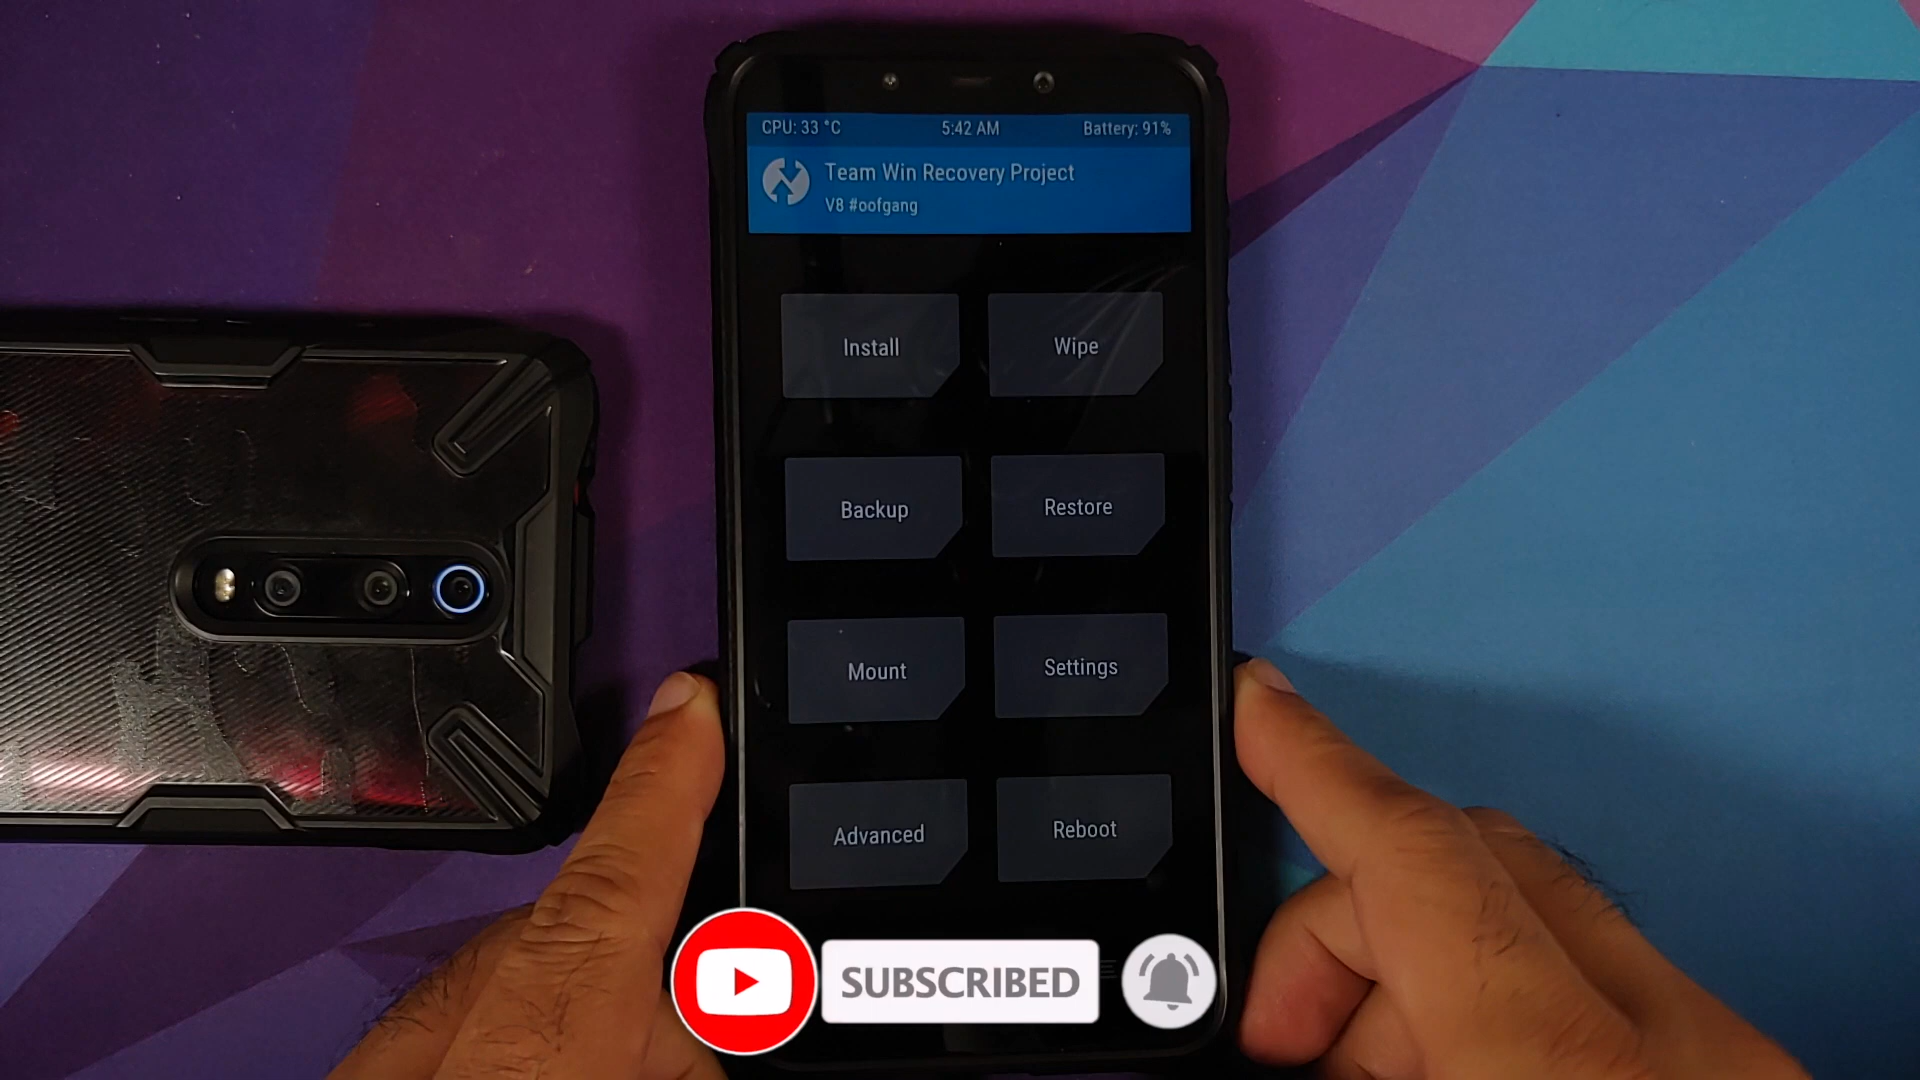 CPU: 33 °C 5:42 AM Battery: 91%
Team Win Recovery Project
V8 #oofgang
Install Wipe
Backup Restore
Mount Settings
Advanced Reboot
SUBSCRIBED